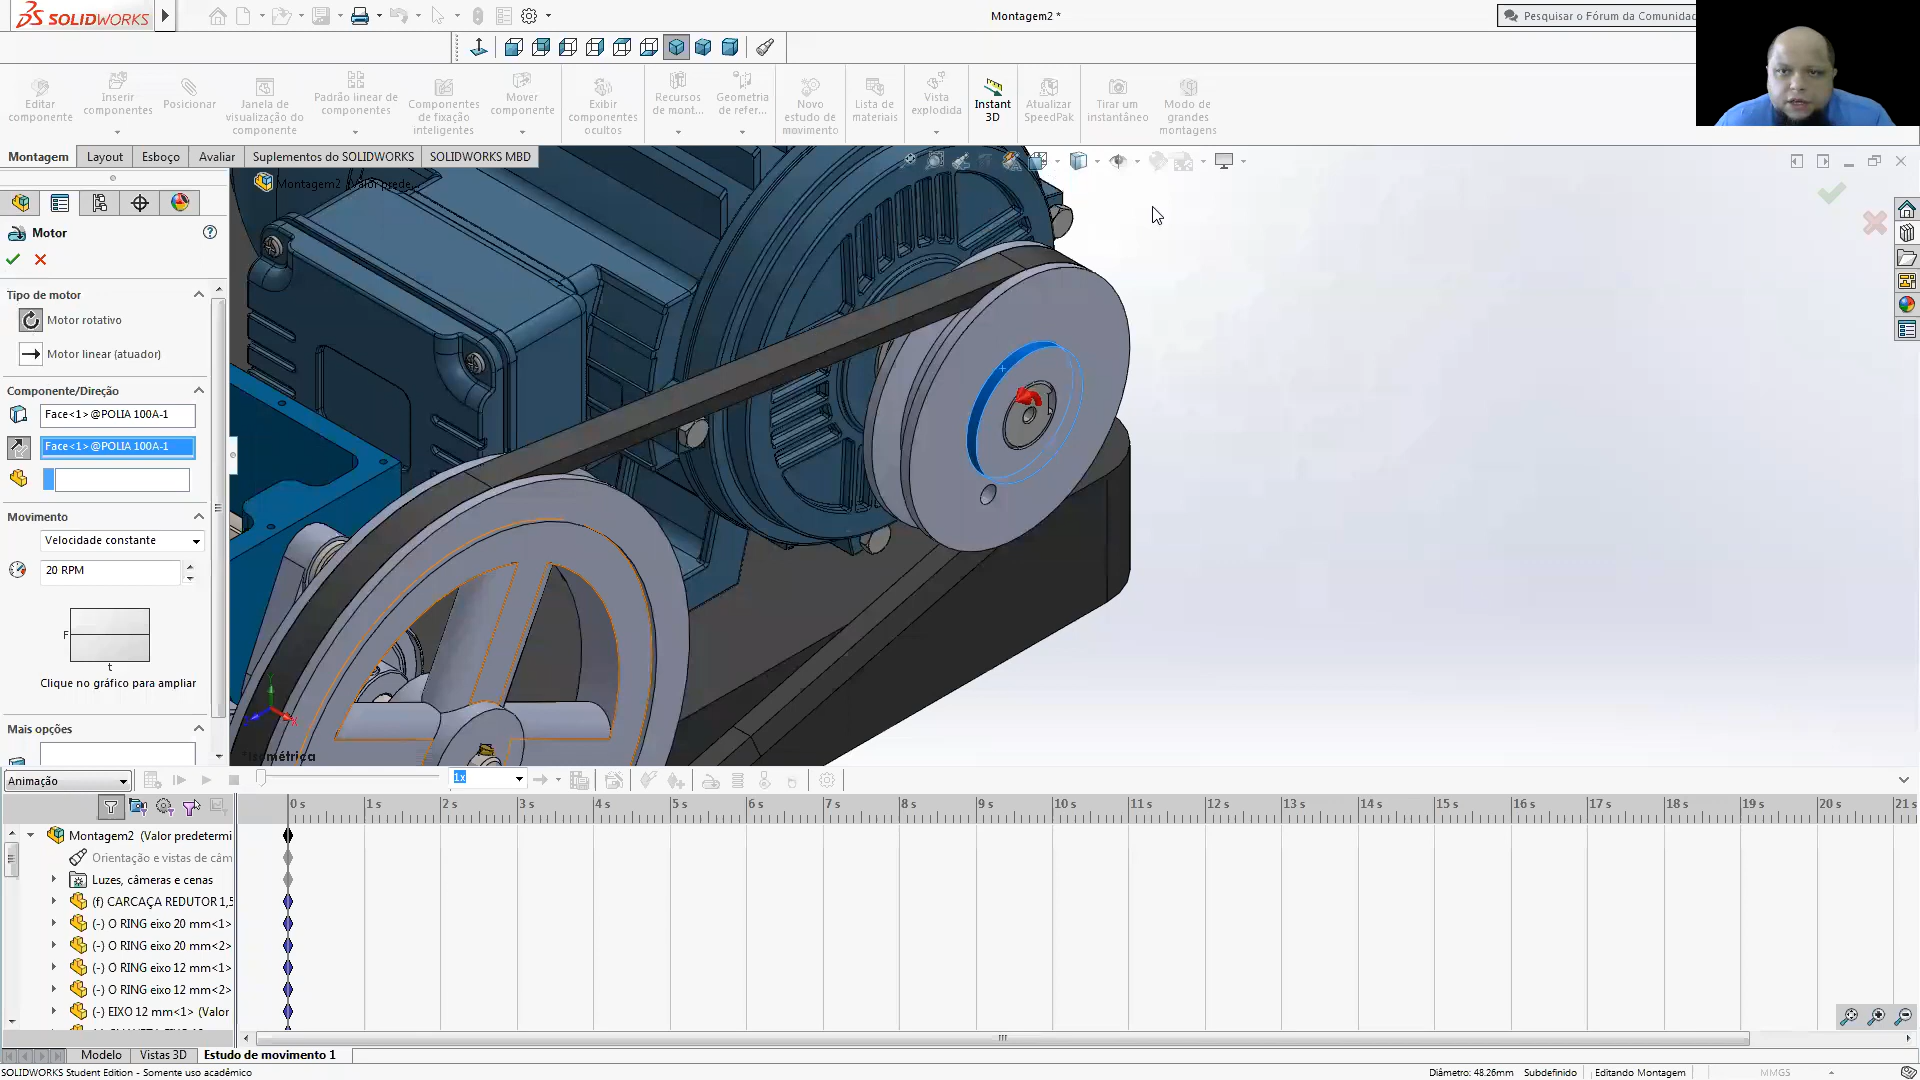 SOLIDWORKS
Montagem2 *
Pesquisar o Fórum da Comunidad
Editar componente
Inserir componentes
Posicionar
Janela de visualização do componente
Padrão linear de componentes
Componentes de fixação inteligentes
Mover componente
Exibir componentes ocultos
Recursos de mont...
Geometria de refer...
Novo estudo de movimento
Lista de materiais
Vista explodida
Instant 3D
Atualizar SpeedPak
Tirar um instantâneo
Modo de grandes montagens
Montagem
Layout
Esboço
Avaliar
Suplementos do SOLIDWORKS
SOLIDWORKS MBD
Montagem2 (Valor prede...
Motor
Tipo de motor
Motor rotativo
Motor linear (atuador)
Componente/Direção
Face<1>@POLIA 100A-1
Face<1>@POLIA 100A-1
Movimento
Velocidade constante
20 RPM
F
t
Clique no gráfico para ampliar
Mais opções
*Isométrica
Animação
1x
0 s 1 s 2 s 3 s 4 s 5 s 6 s 7 s 8 s 9 s 10 s 11 s 12 s 13 s 14 s 15 s 16 s 17 s 18 s 19 s 20 s 21 s
Montagem2 (Valor predetermi
Orientação e vistas de câm
Luzes, câmeras e cenas
(f) CARCAÇA REDUTOR 1,5
(-) O RING eixo 20 mm<1>
(-) O RING eixo 20 mm<2>
(-) O RING eixo 12 mm<1>
(-) O RING eixo 12 mm<2>
(-) EIXO 12 mm<1> (Valor
Modelo
Vistas 3D
Estudo de movimento 1
SOLIDWORKS Student Edition - Somente uso acadêmico
Diâmetro: 48.26mm
Subdefinido
Editando Montagem
MMGS